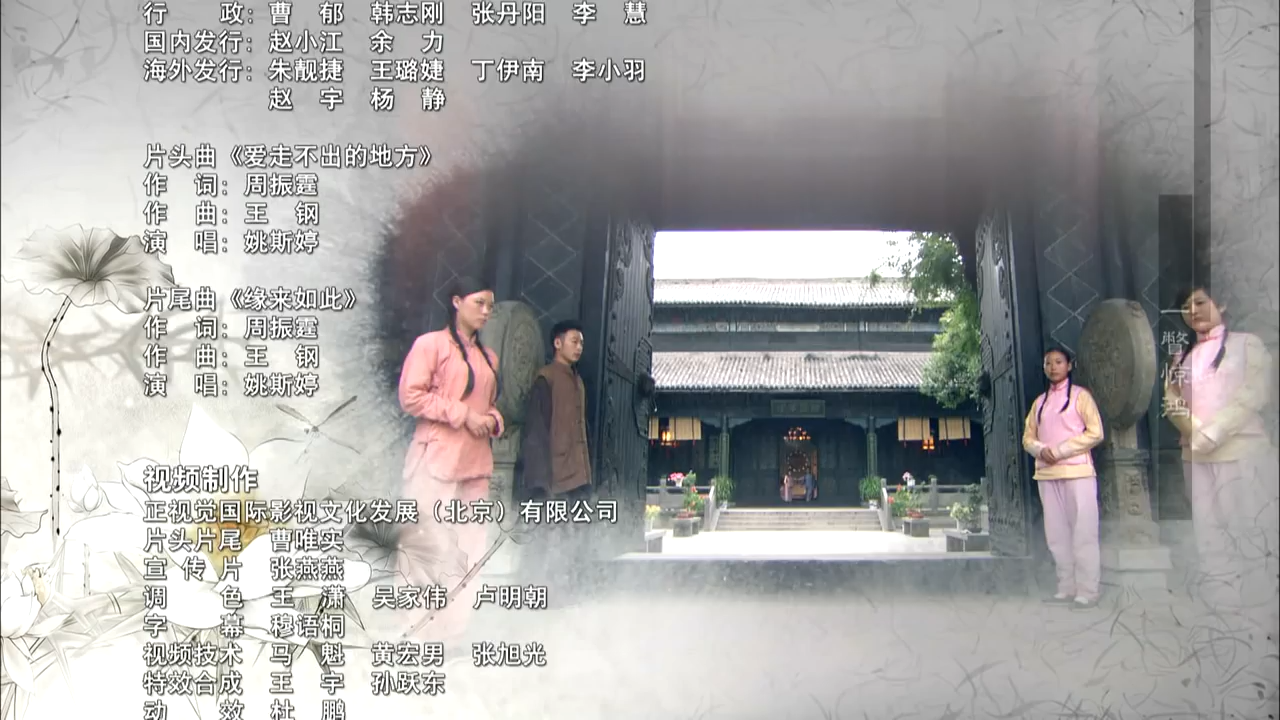 行　政：曹　郁　韩志刚　张丹阳　李　慧
国内发行：赵小江　余　力
海外发行：朱靓捷　王璐婕　丁伊南　李小羽
赵　宇　杨　静
片头曲《爱走不出的地方》
作　词：周振霆
作　曲：王　钢
演　唱：姚斯婷
片尾曲《缘来如此》
作　词：周振霆
作　曲：王　钢
演　唱：姚斯婷
视频制作
正视觉国际影视文化发展（北京）有限公司
片头片尾　曹唯实
宣 传 片　张燕燕
调　色　王　潇　吴家伟　卢明朝
字　幕　穆语桐
视频技术　马　魁　黄宏男　张旭光
特效合成　王　宇　孙跃东
动　效　杜　鹏
一瞥惊鸿